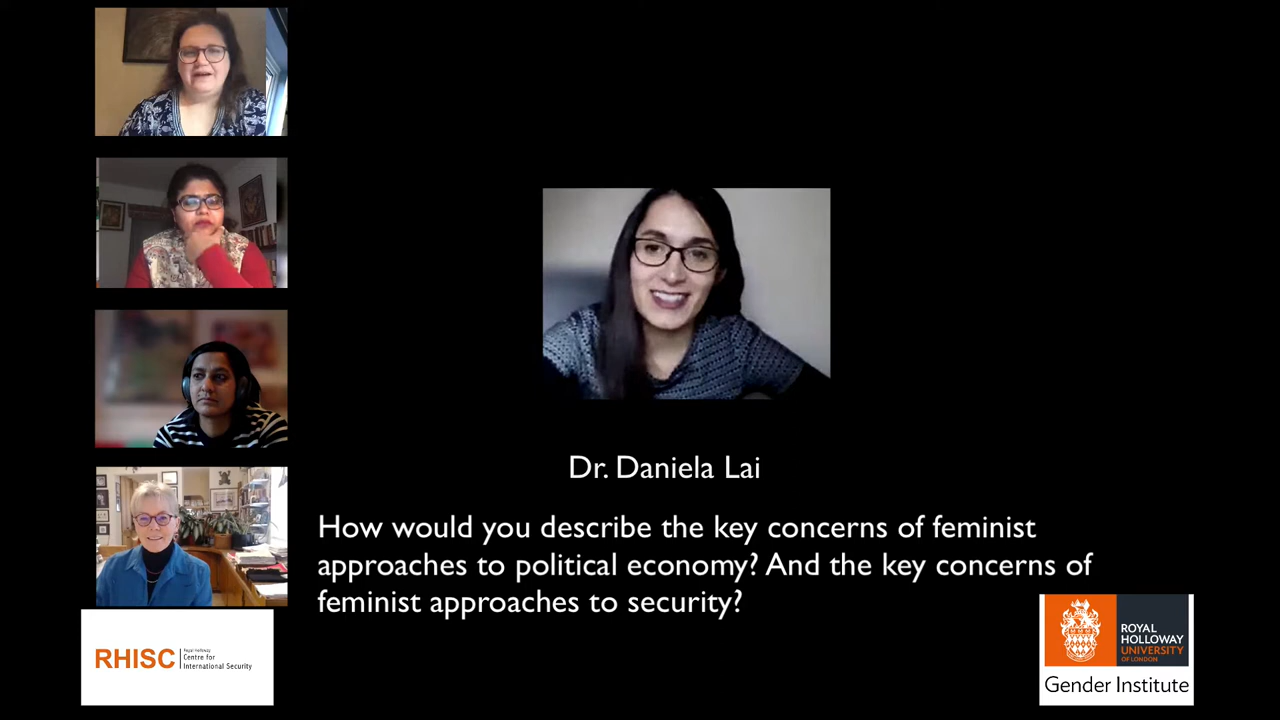 Dr. Daniela Lai
How would you describe the key concerns of feminist
approaches to political economy? And the key concerns of
feminist approaches to security?
RHISC
Royal Holloway
Centre for
International Security
ROYAL
HOLLOWAY
UNIVERSITY
OF LONDON
Gender Institute